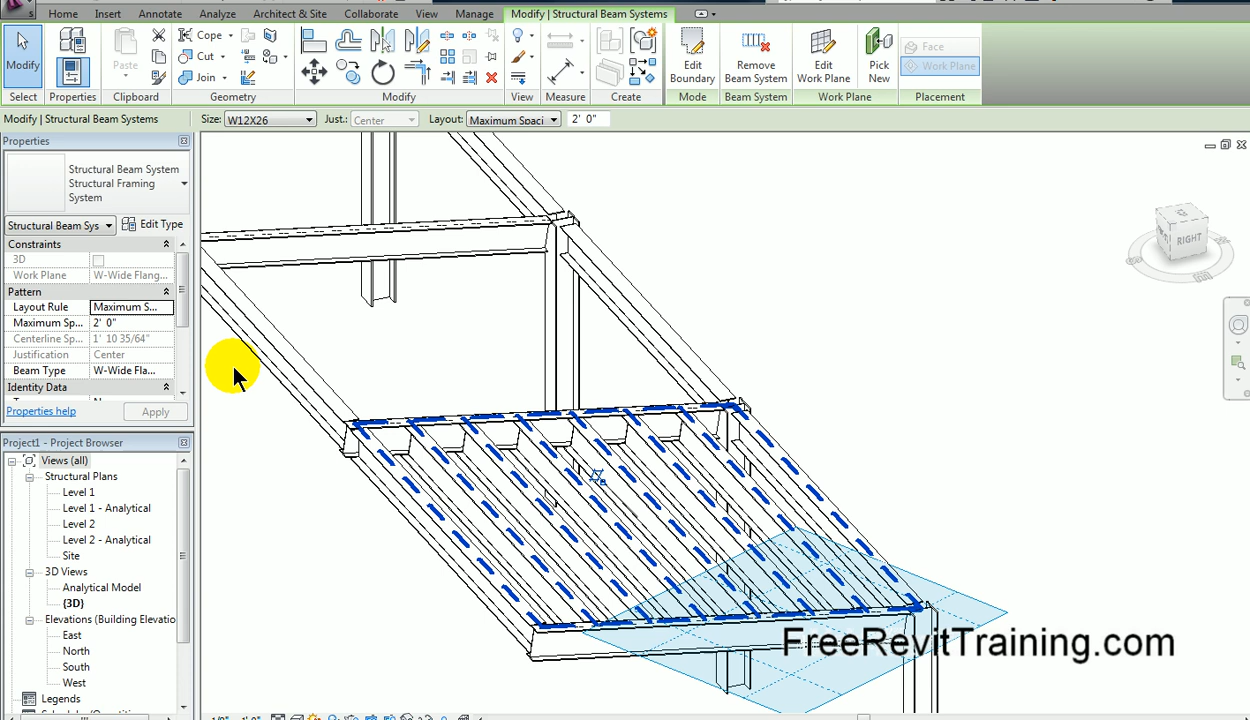 Home Insert Annotate Analyze Architect & Site Collaborate View Manage Modify | Structural Beam Systems
Modify
Paste
Cope
Cut
Join
Edit Boundary
Remove Beam System
Edit Work Plane
Pick New
Face
Work Plane
Select Properties Clipboard Geometry Modify View Measure Create Mode Beam System Work Plane Placement
Modify | Structural Beam Systems Size: W12X26 Just.: Center Layout: Maximum Spaci 2' 0"
Properties
Structural Beam System
Structural Framing
System
Structural Beam Sys Edit Type
Constraints
3D
Work Plane W-Wide Flang...
Pattern
Layout Rule Maximum S...
Maximum Sp... 2' 0"
Centerline Sp... 1' 10 35/64"
Justification Center
Beam Type W-Wide Fla...
Identity Data
Properties help Apply
Project1 - Project Browser
Views (all)
Structural Plans
Level 1
Level 1 - Analytical
Level 2
Level 2 - Analytical
Site
3D Views
Analytical Model
{3D}
Elevations (Building Elevatio
East
North
South
West
Legends
RIGHT
FreeRevitTraining.com